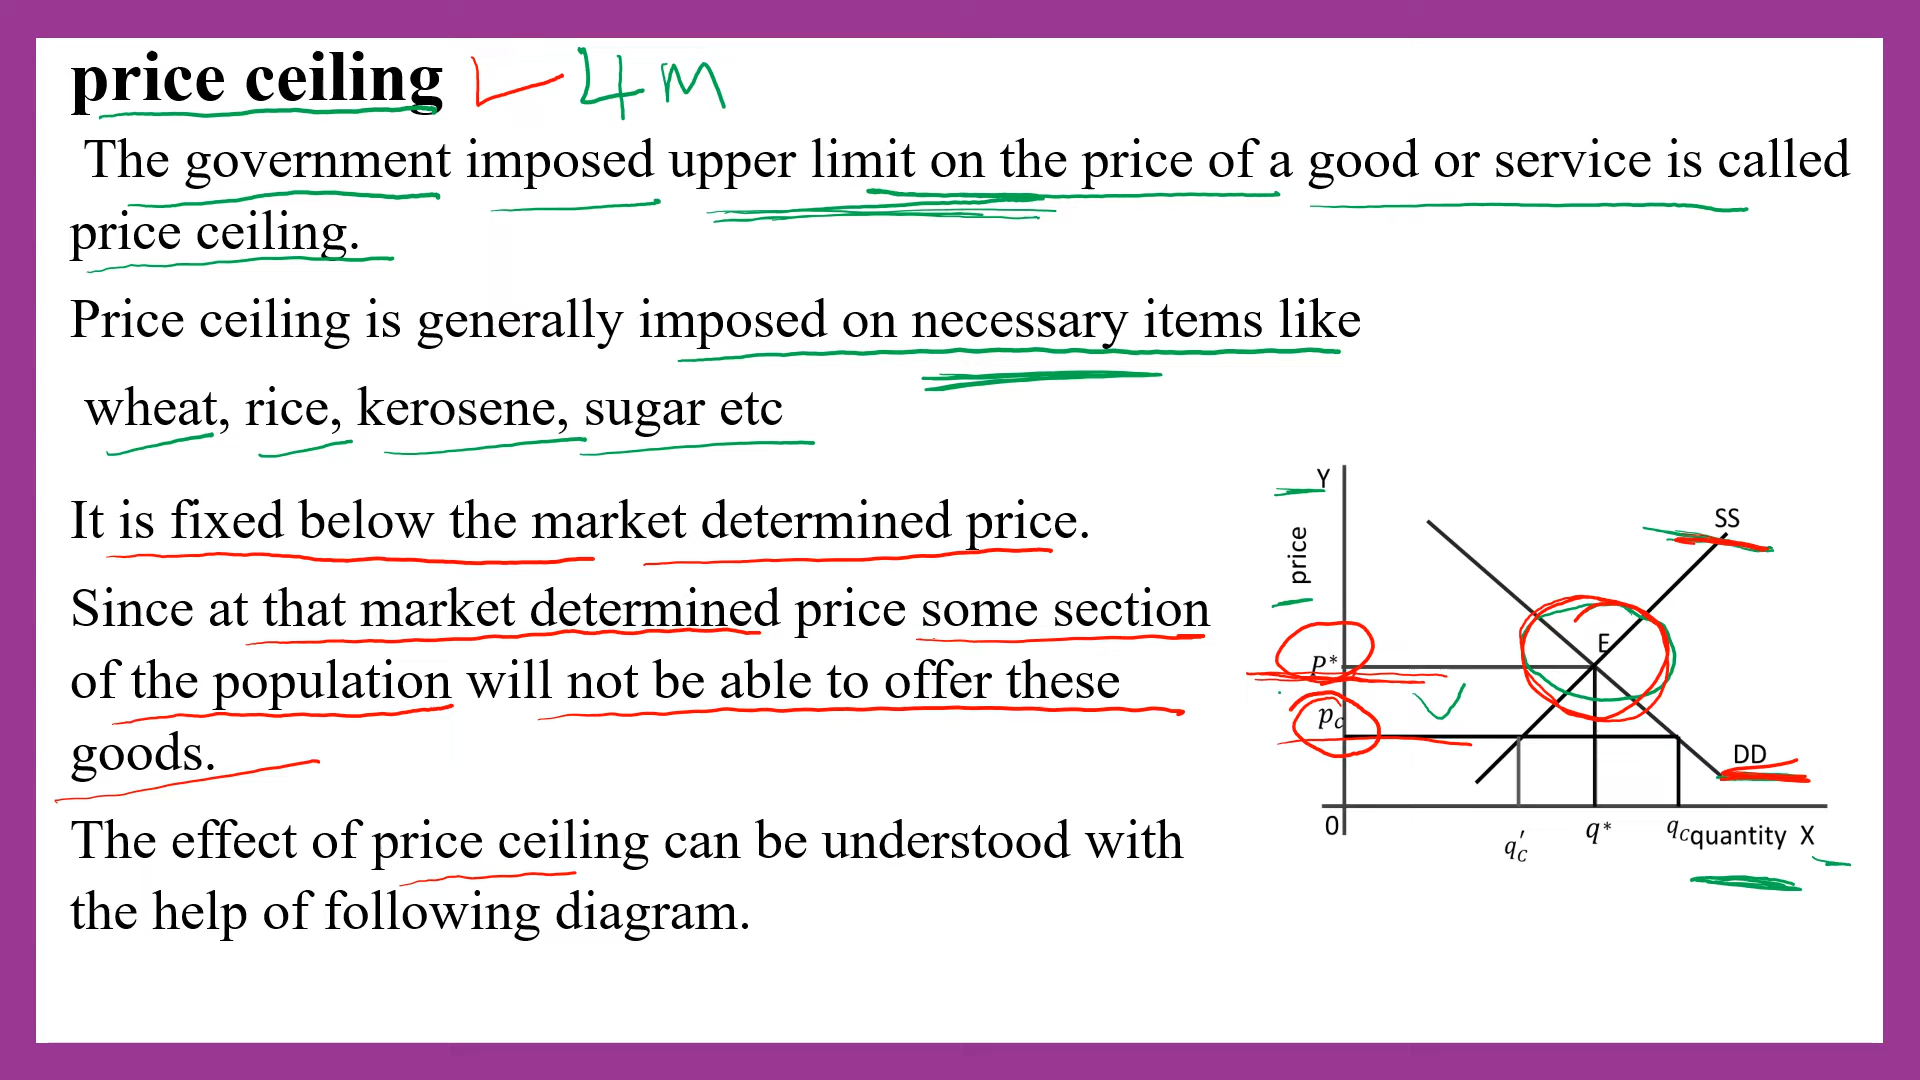 price ceiling 4 m
The government imposed upper limit on the price of a good or service is called
price ceiling.
Price ceiling is generally imposed on necessary items like
wheat, rice, kerosene, sugar etc
It is fixed below the market determined price.
Since at that market determined price some section
of the population will not be able to offer these
goods.
The effect of price ceiling can be understood with
the help of following diagram.
Y
price
SS
E
P*
p_c
DD
0
q'_C
q*
q_C
quantity X